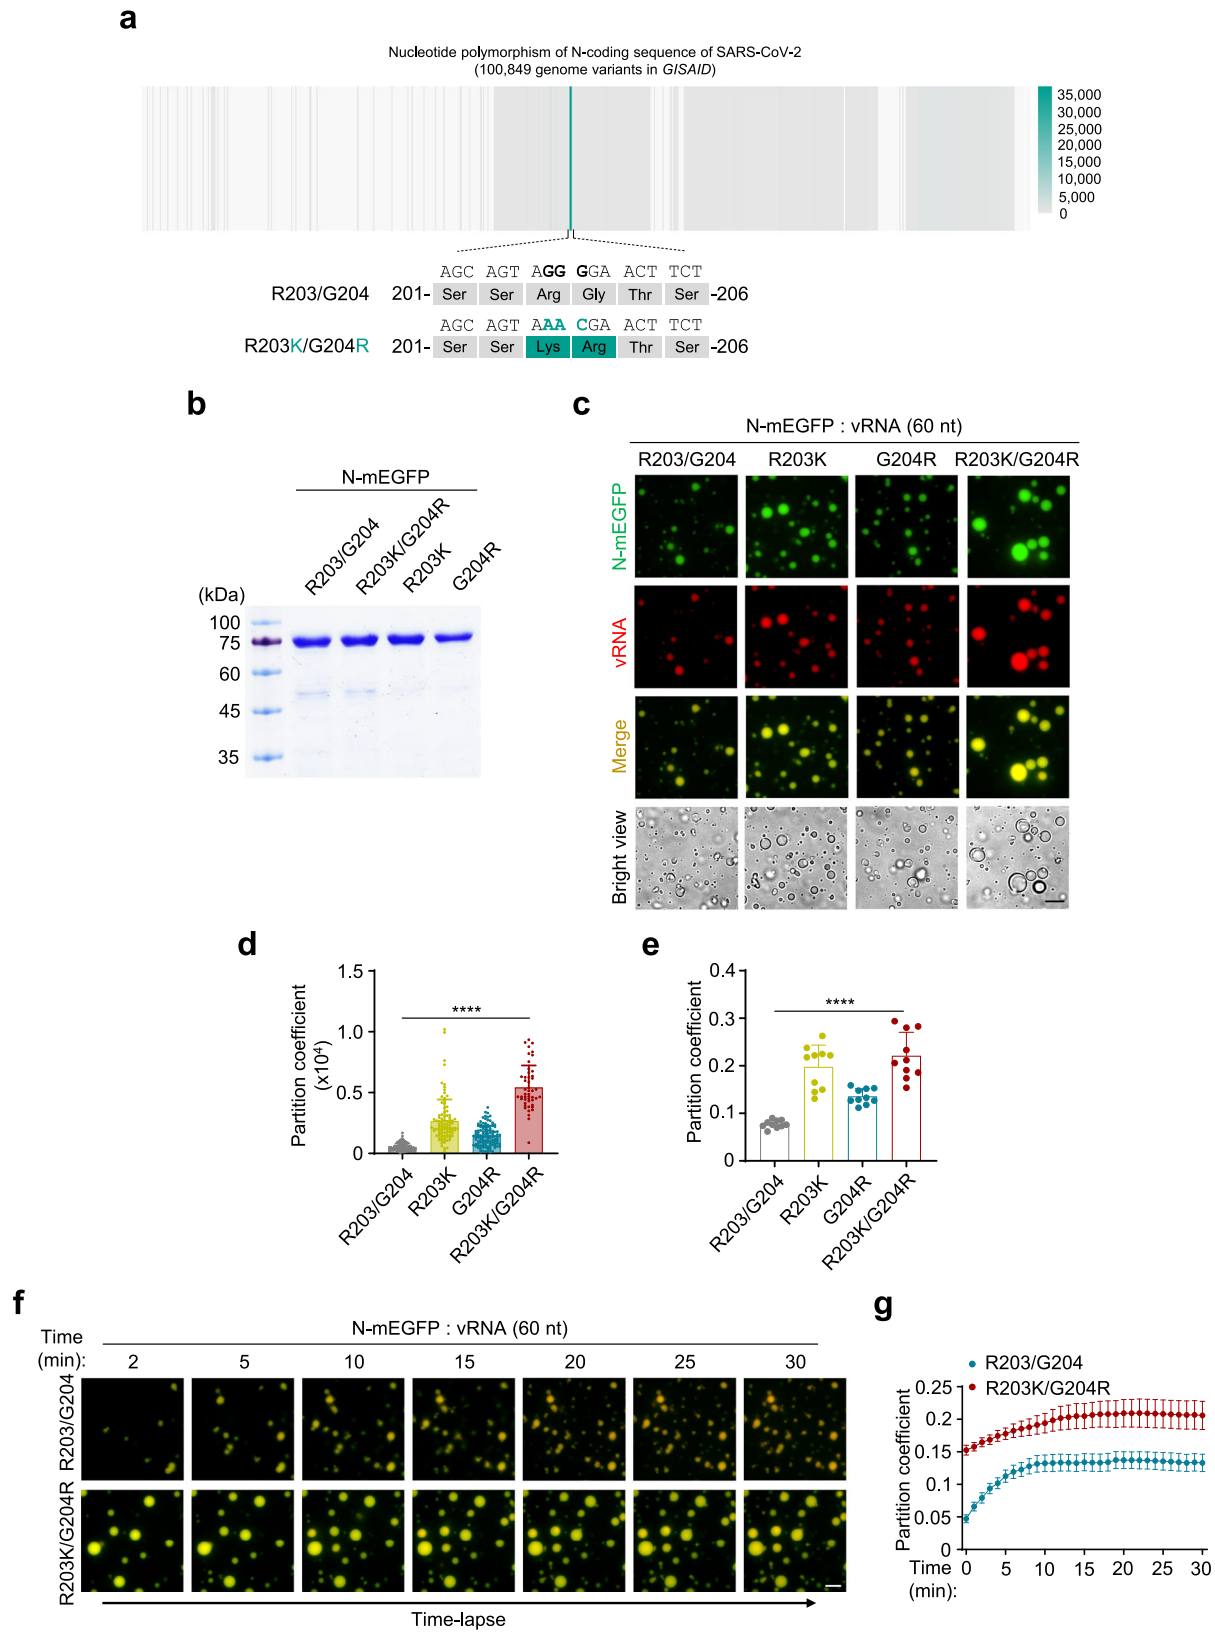 a
Nucleotide polymorphism of N-coding sequence of SARS-CoV-2
(100,849 genome variants in GISAID)
35,000
30,000
25,000
20,000
15,000
10,000
5,000
0
AGC AGT AGG GGA ACT TCT
R203/G204 201- Ser Ser Arg Gly Thr Ser -206
AGC AGT AAA CGA ACT TCT
R203K/G204R 201- Ser Ser Lys Arg Thr Ser -206
b
N-mEGFP
R203/G204
R203K/G204R
R203K
G204R
(kDa)
100
75
60
45
35
c
N-mEGFP : vRNA (60 nt)
R203/G204 R203K G204R R203K/G204R
N-mEGFP
vRNA
Merge
Bright view
d
Partition coefficient
(x10⁴)
1.5
1.0
0.5
0
****
R203/G204
R203K
G204R
R203K/G204R
e
Partition coefficient
0.4
0.3
0.2
0.1
0
****
R203/G204
R203K
G204R
R203K/G204R
f
N-mEGFP : vRNA (60 nt)
Time
(min): 2 5 10 15 20 25 30
R203/G204
R203K/G204R
Time-lapse
g
R203/G204
R203K/G204R
Partition coefficient
0.25
0.2
0.15
0.1
0.05
0
Time
(min):
0 5 10 15 20 25 30